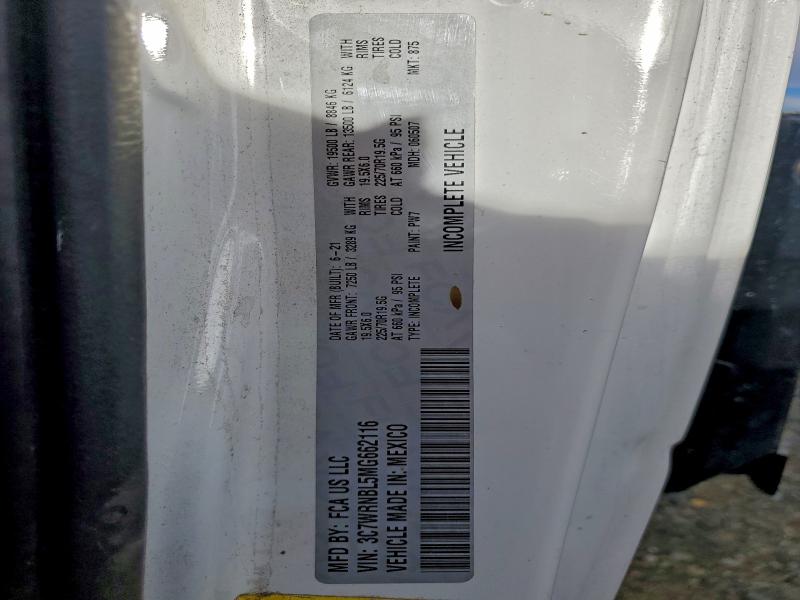 MFD BY: FCA US LLC
DATE OF MFR (BUILT): 6-21
GVWR: 19500 LB / 8846 KG
GAWR FRONT: 7250 LB / 3289 KG WITH
GAWR REAR: 13500 LB / 6124 KG WITH
19.5X6.0 RIMS
19.5X6.0 RIMS
225/70R19.5G TIRES
225/70R19.5G TIRES
AT 660 kPa / 95 PSI COLD
AT 660 kPa / 95 PSI COLD
VIN: 3C7WRNBL5MG662116
TYPE: INCOMPLETE PAINT: PW7 MDH: 060507 MKT: 875
VEHICLE MADE IN: MEXICO
INCOMPLETE VEHICLE